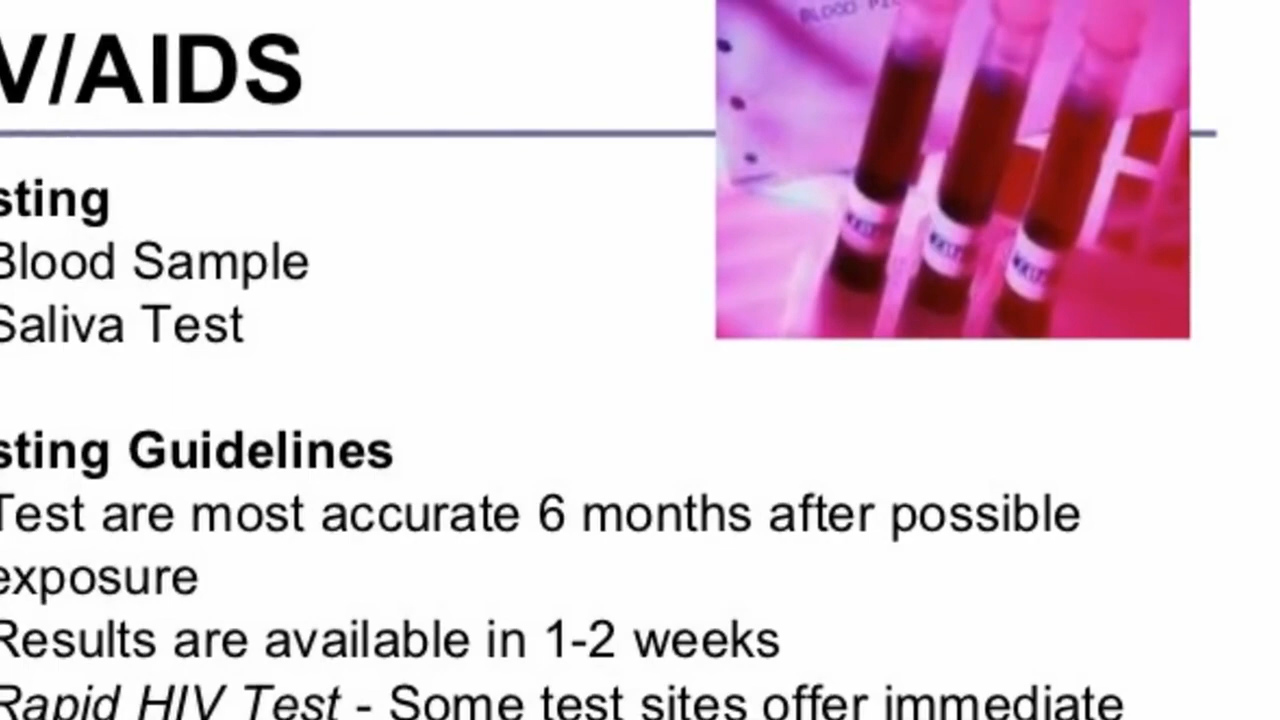 V/AIDS
sting
Blood Sample
Saliva Test
sting Guidelines
Test are most accurate 6 months after possible
exposure
Results are available in 1-2 weeks
Rapid HIV Test - Some test sites offer immediate